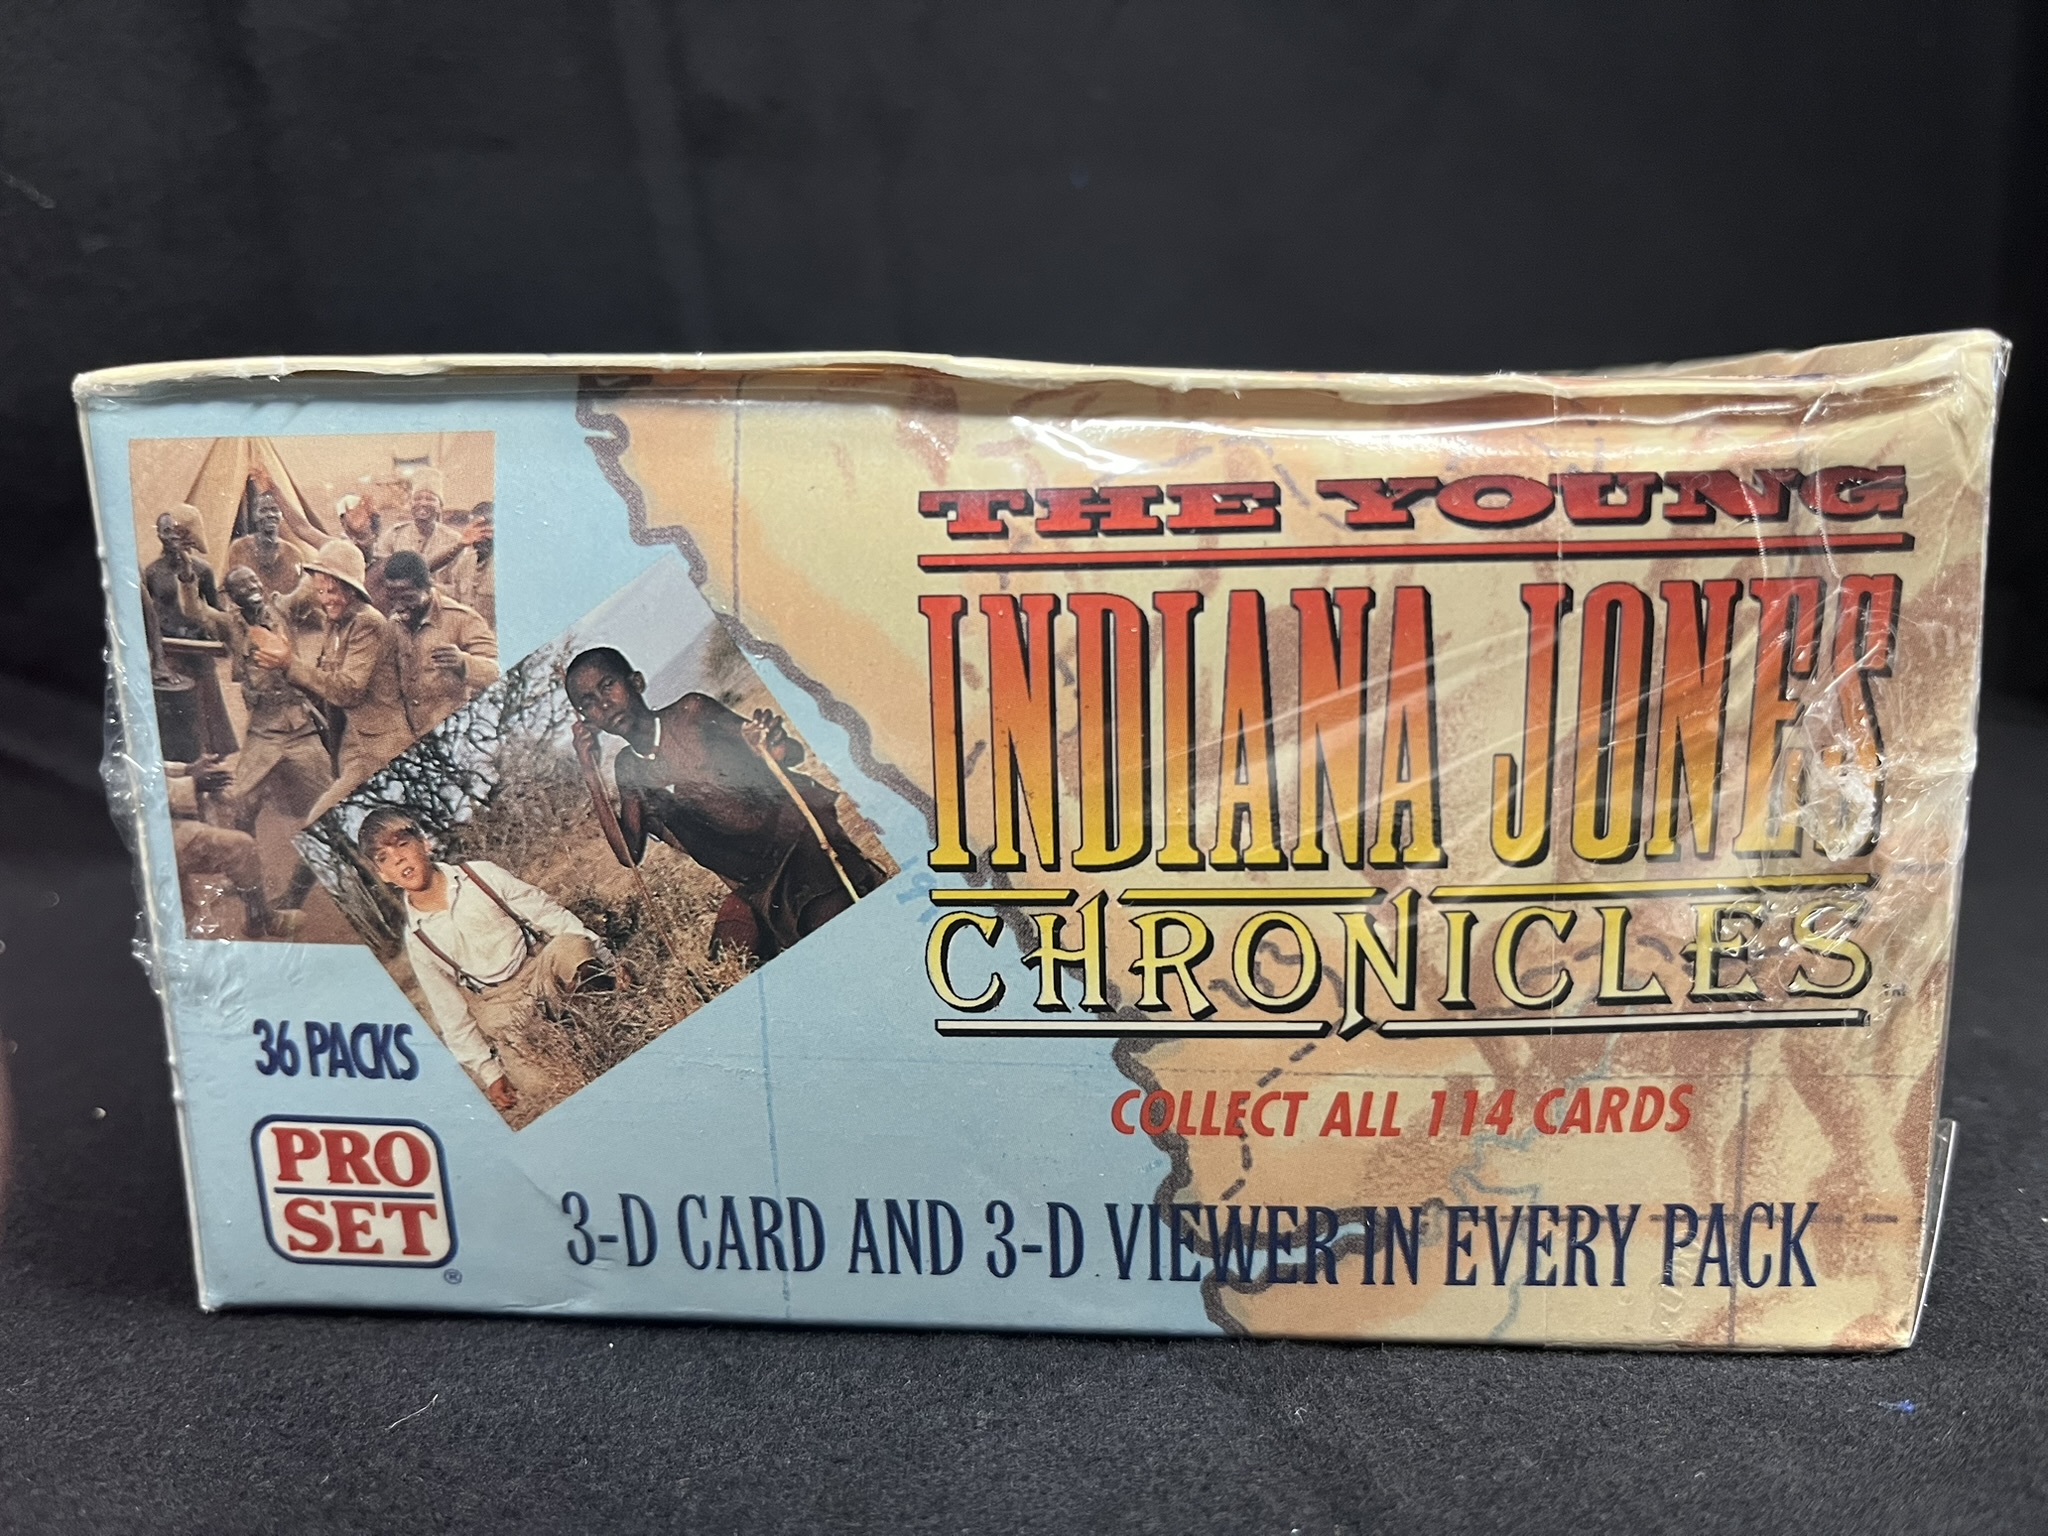 THE YOUNG
INDIANA JONES
CHRONICLES
TM
COLLECT ALL 114 CARDS
36 PACKS
PRO
SET
®
3-D CARD AND 3-D VIEWER IN EVERY PACK